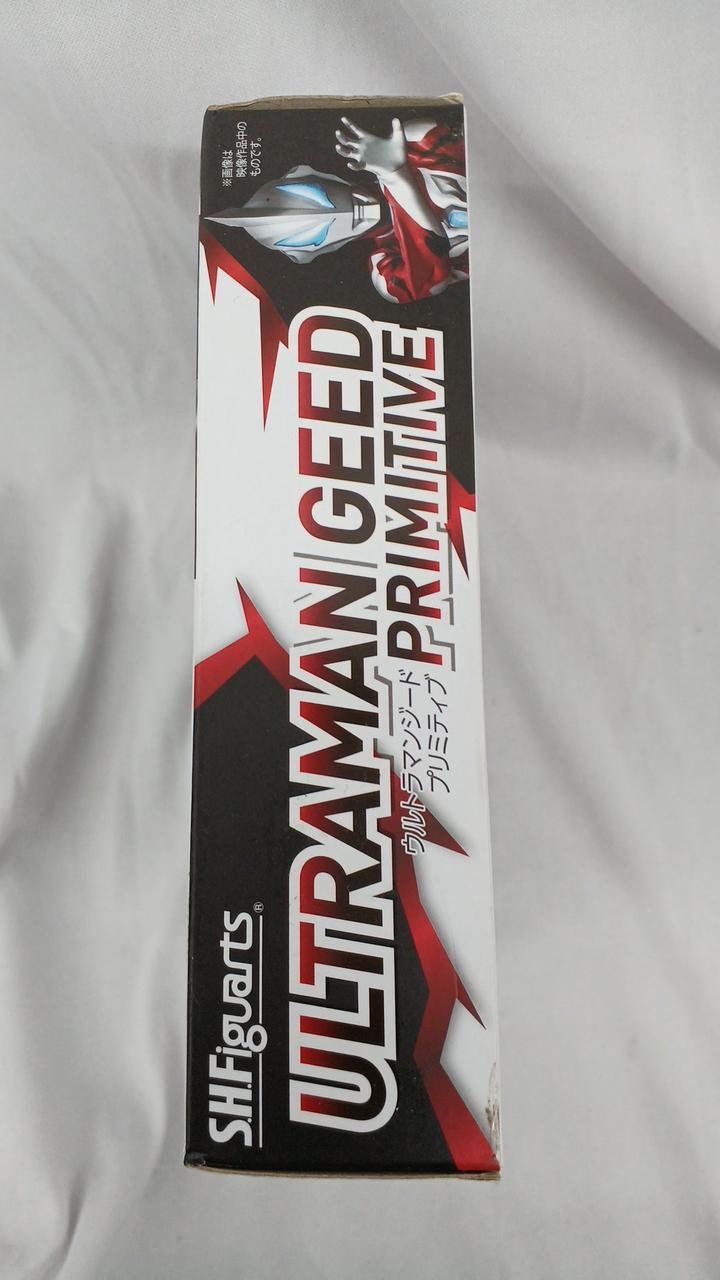 S.H.Figuarts®
ULTRAMAN GEED
PRIMITIVE
ウルトラマンジード
プリミティブ
※画像は
映像作品中の
ものです。